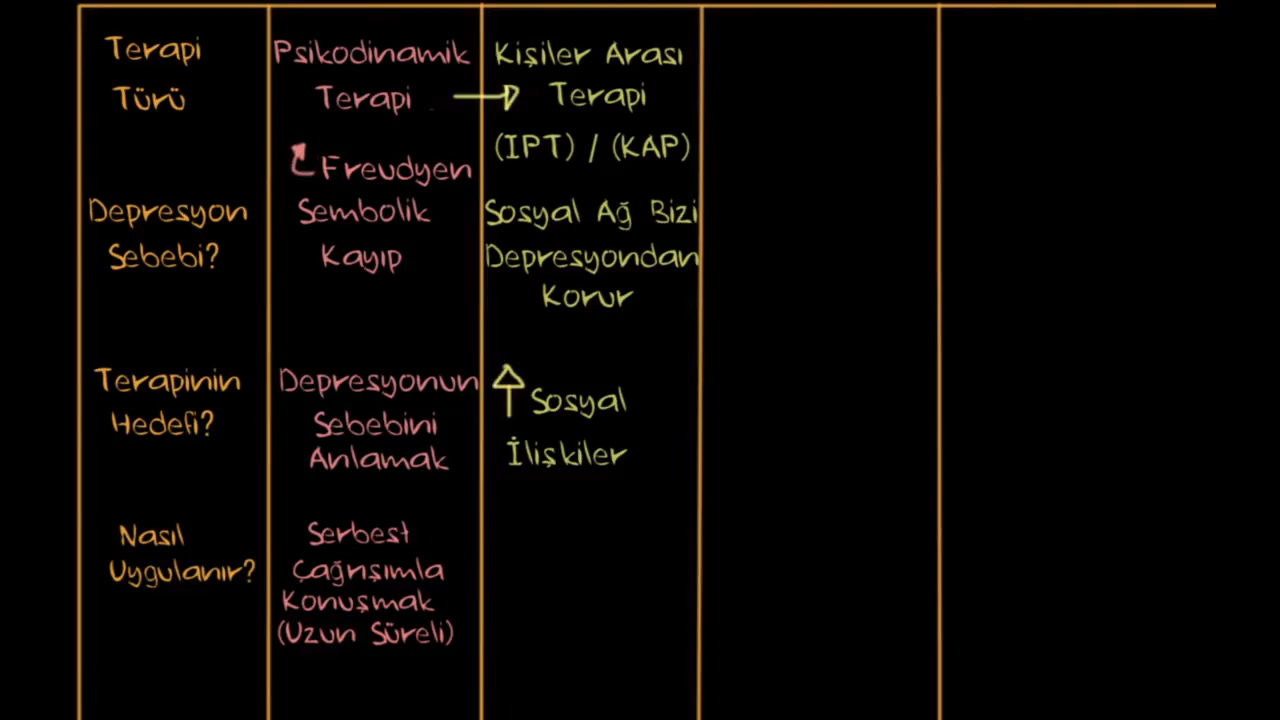 Terapi
Türü
Psikodinamik
Terapi
Freudyen
Kişiler Arası
Terapi
(IPT) / (KAP)
Depresyon
Sebebi?
Sembolik
Kayıp
Sosyal Ağ Bizi
Depresyondan
Korur
Terapinin
Hedefi?
Depresyonun
Sebebini
Anlamak
Sosyal
İlişkiler
Nasıl
Uygulanır?
Serbest
Çağrışımla
Konuşmak
(Uzun Süreli)